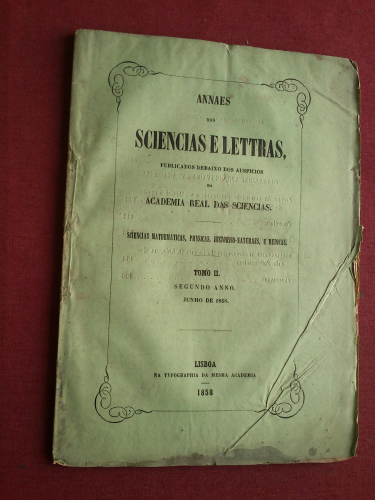 ANNAES
DAS
SCIENCIAS E LETTRAS,
PUBLICADOS DEBAIXO DOS AUSPICIOS
DA
ACADEMIA REAL DAS SCIENCIAS.
SCIENCIAS MATHEMATICAS, PHYSICAS, HISTORICO-NATURAES, E MEDICAS.
TOMO II.
SEGUNDO ANNO.
JUNHO DE 1858.
LISBOA
NA TYPOGRAPHIA DA MESMA ACADEMIA
1858